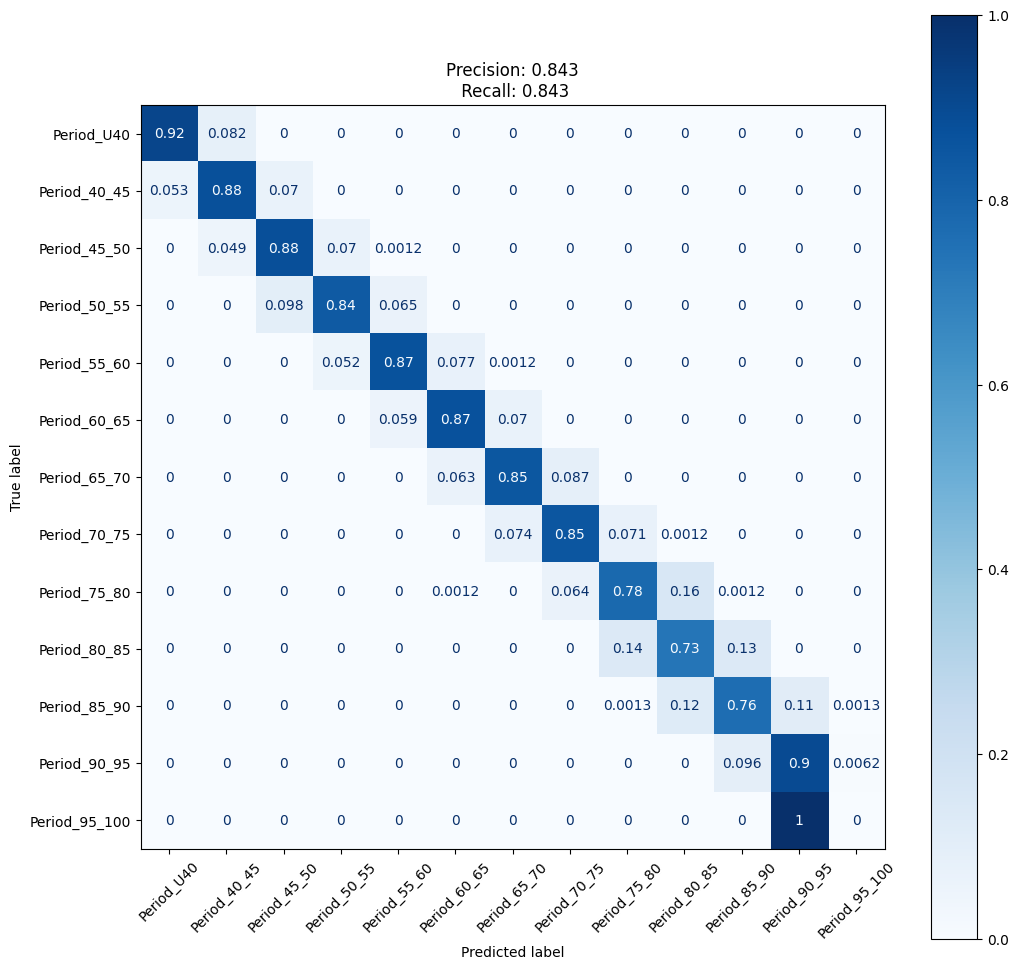 Precision: 0.843
Recall: 0.843
Period_U40 0.92 0.082 0 0 0 0 0 0 0 0 0 0 0
Period_40_45 0.053 0.88 0.07 0 0 0 0 0 0 0 0 0 0
Period_45_50 0 0.049 0.88 0.07 0.0012 0 0 0 0 0 0 0 0
Period_50_55 0 0 0.098 0.84 0.065 0 0 0 0 0 0 0 0
Period_55_60 0 0 0 0.052 0.87 0.077 0.0012 0 0 0 0 0 0
Period_60_65 0 0 0 0 0.059 0.87 0.07 0 0 0 0 0 0
Period_65_70 0 0 0 0 0 0.063 0.85 0.087 0 0 0 0 0
Period_70_75 0 0 0 0 0 0 0.074 0.85 0.071 0.0012 0 0 0
Period_75_80 0 0 0 0 0 0.0012 0 0.064 0.78 0.16 0.0012 0 0
Period_80_85 0 0 0 0 0 0 0 0 0.14 0.73 0.13 0 0
Period_85_90 0 0 0 0 0 0 0 0 0.0013 0.12 0.76 0.11 0.0013
Period_90_95 0 0 0 0 0 0 0 0 0 0 0.096 0.9 0.0062
Period_95_100 0 0 0 0 0 0 0 0 0 0 0 1 0
True label
Period_U40 Period_40_45 Period_45_50 Period_50_55 Period_55_60 Period_60_65 Period_65_70 Period_70_75 Period_75_80 Period_80_85 Period_85_90 Period_90_95 Period_95_100
Predicted label
1.0
0.8
0.6
0.4
0.2
0.0